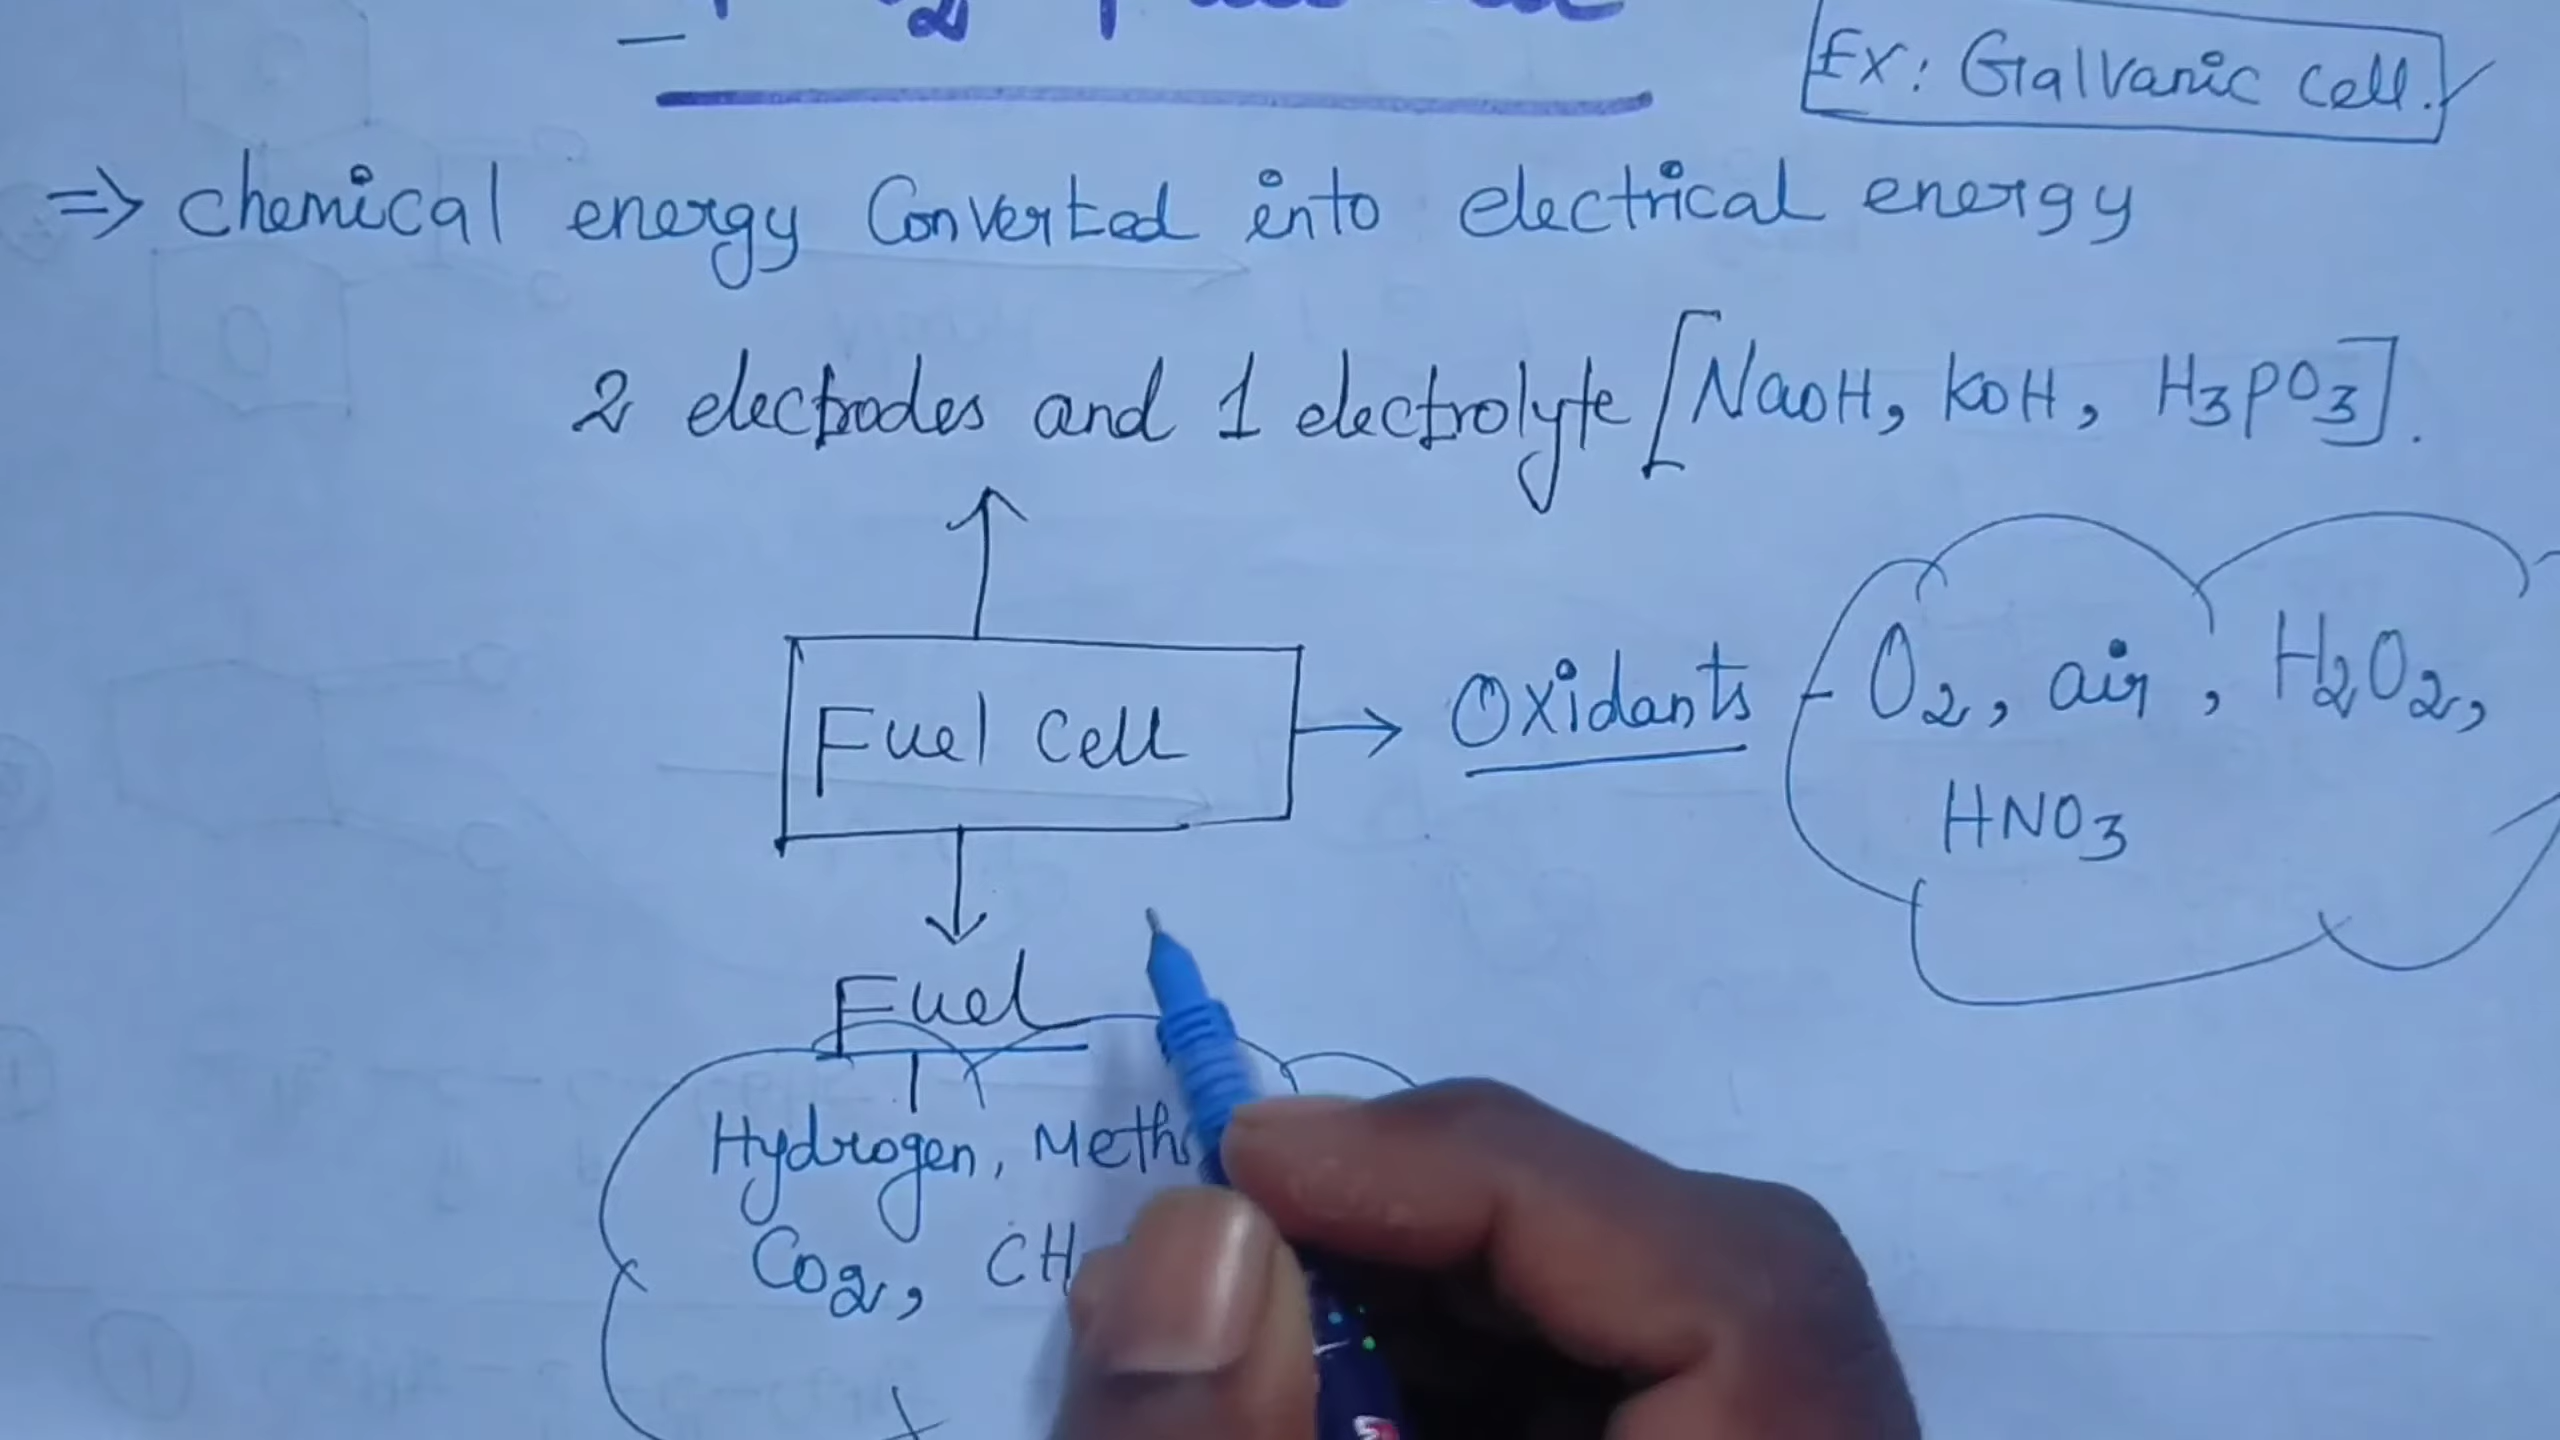 Ex: Galvanic cell.
⇒ chemical energy Converted into electrical energy
2 electrodes and 1 electrolyte [NaOH, KOH, H3PO3].
Fuel Cell → Oxidants - O2, air, H2O2,
HNO3
Fuel
Hydrogen, Meth
CO2, CH